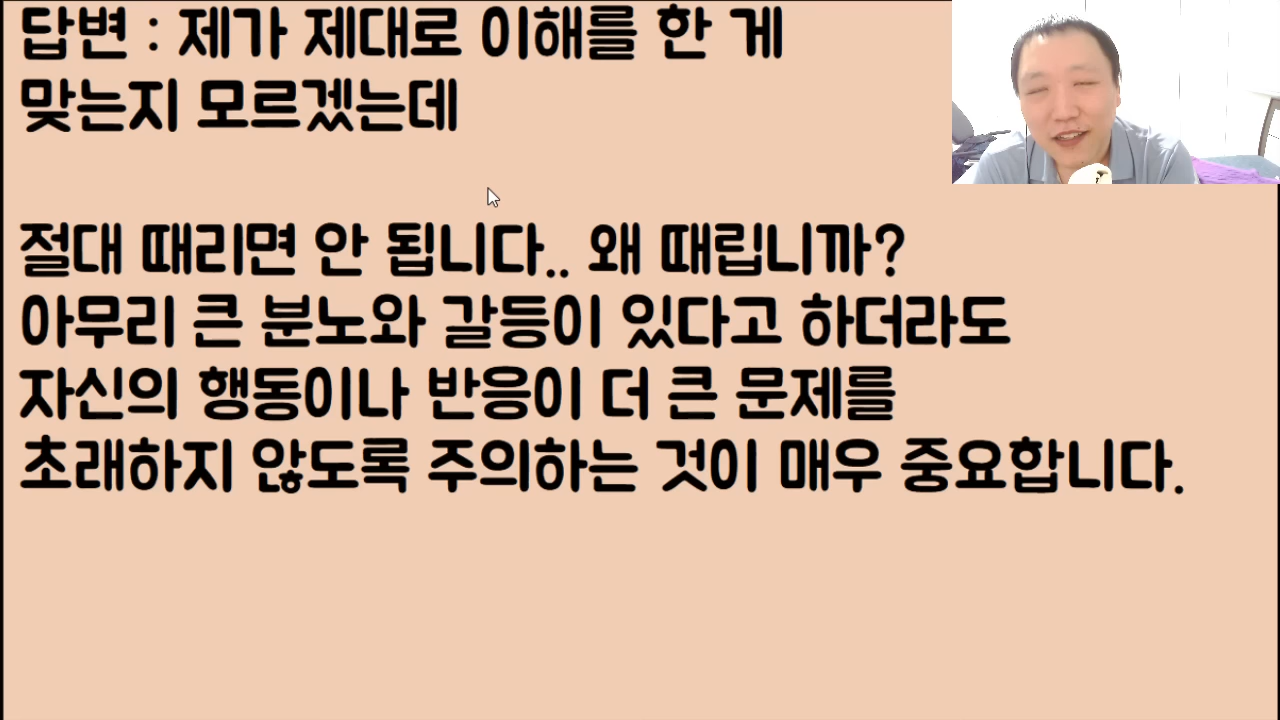 답변 : 제가 제대로 이해를 한 게
맞는지 모르겠는데
절대 때리면 안 됩니다.. 왜 때립니까?
아무리 큰 분노와 갈등이 있다고 하더라도
자신의 행동이나 반응이 더 큰 문제를
초래하지 않도록 주의하는 것이 매우 중요합니다.